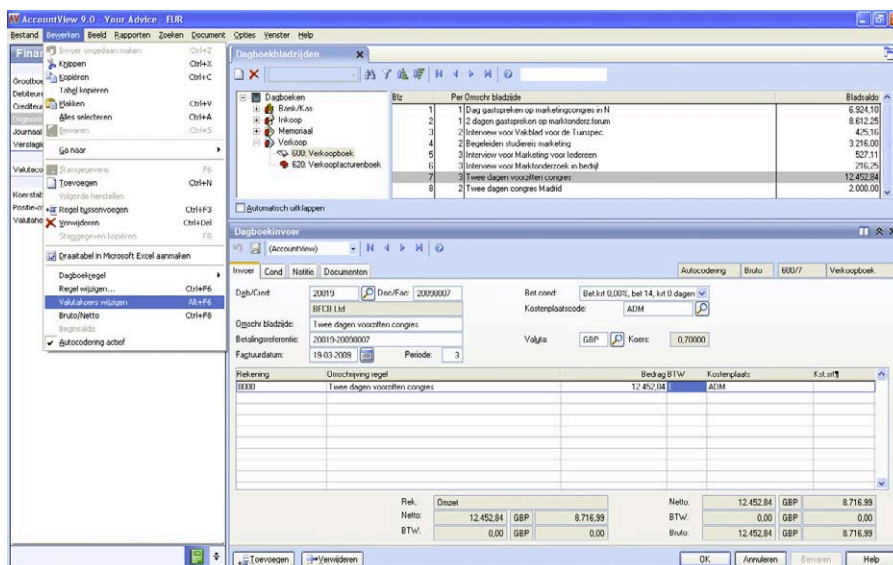 AccountView 9.0 - Your Advice - EUR
Bestand Bewerken Beeld Rapporten Zoeken Document Opties Venster Help
Invoer ongedaan maken Ctrl+Z
Knippen Ctrl+X
Kopiëren Ctrl+C
Tabel kopiëren
Plakken Ctrl+V
Alles selecteren Ctrl+A
Bewaren Ctrl+S
Ga naar
Stamgegevens F6
Toevoegen Ctrl+N
Volgorde herstellen
Regel tussenvoegen Ctrl+F3
Verwijderen Ctrl+Del
Staggegeven kopiëren F8
Draaitabel in Microsoft Excel aanmaken
Dagboekregel
Regel wijzigen... Ctrl+F6
Valutakoers wijzigen Alt+F6
Bruto/Netto Ctrl+F8
Beginsaldo
Autocodering actief
Finan
Grootboe
Debiteure
Crediteur
Dagboe
Journaal
Verslagi
Valutaco
Koerstab
Positie-o
Valutahe
Dagboekbladzijden
Dagboeken
Bank/Kas
Inkoop
Memoriaal
Verkoop
600: Verkoopboek
620: Verkoopfacturenboek
Automatisch uitklappen
Blz Per Omschr bladzijde Bladsaldo
1 1 Dag gastspreken op marketingcongres in N 6.924,10
2 1 2 dagen gastspreken op marktonderz.forum 8.612,25
3 2 Interview voor Vakblad voor de Tuinspec. 425,16
4 2 Begeleiden studiereis marketing 3.216,00
5 3 Interview voor Marketing voor Iedereen 527,11
6 3 Interview voor Marktonderzoek in bedrijf 216,25
7 3 Twee dagen voorzitten congres 12.452,84
8 2 Twee dagen congres Madrid 2.000,00
Dagboekinvoer
(AccountView)
Invoer Cond Notitie Documenten Autocodering Bruto 600/7 Verkoopboek
Deb/Cred: 20019 Doc/Fac: 20090007 Bet.cond: Bet.krt 0,00%, bet 14, krt 0 dagen
BFCB Ltd Kostenplaatscode: ADM
Omschr bladzijde: Twee dagen voorzitten congres
Betalingsreferentie: 20019-20090007 Valuta: GBP Koers: 0,70000
Factuurdatum: 19-03-2009 Periode: 3
Rekening Omschrijving regel Bedrag BTW Kostenplaats Kst.srt¶
8000 Twee dagen voorzitten congres 12.452,84 ADM
Rek: Omzet Netto: 12.452,84 GBP 8.716,99
Netto: 12.452,84 GBP 8.716,99 BTW: 0,00 GBP 0,00
BTW: 0,00 GBP 0,00 Bruto: 12.452,84 GBP 8.716,99
Toevoegen Verwijderen OK Annuleren Bewaren Help